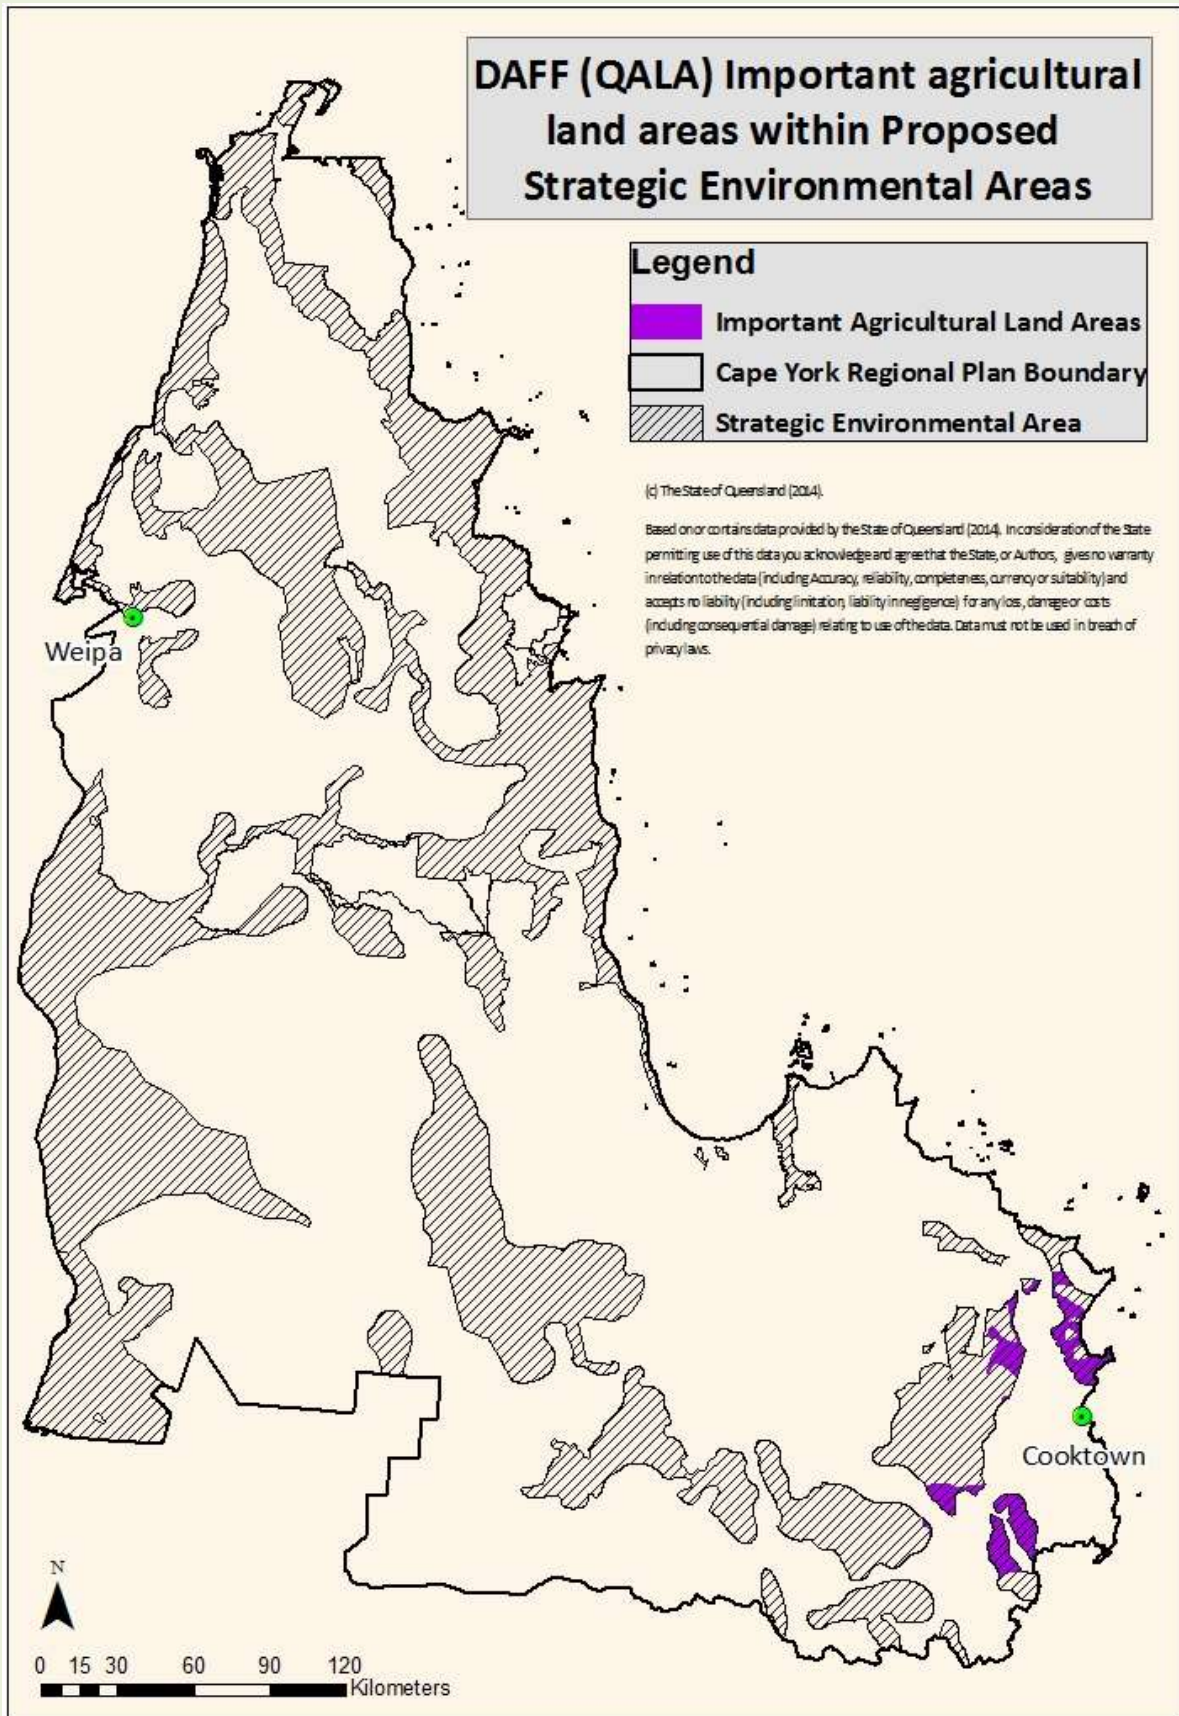 DAFF (QALA) Important agricultural
land areas within Proposed
Strategic Environmental Areas
Legend
Important Agricultural Land Areas
Cape York Regional Plan Boundary
Strategic Environmental Area
(c) The State of Queensland (2014).
Based on or contains data provided by the State of Queensland (2014). In consideration of the State
permitting use of this data you acknowledge and agree that the State, or Authors, gives no warranty
in relation to the data (including Accuracy, reliability, completeness, currency or suitability) and
accepts no liability (including limitation, liability in negligence) for any loss, damage or costs
(including consequential damage) relating to use of the data. Data must not be used in breach of
privacy laws.
Weipa
Cooktown
N
0 15 30 60 90 120
Kilometers